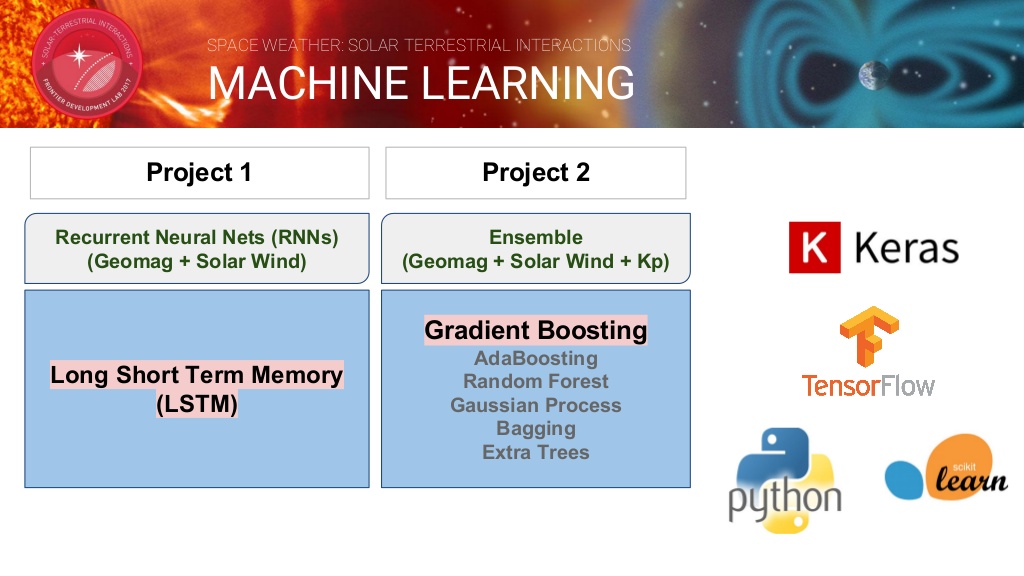 SOLAR-TERRESTRIAL INTERACTIONS
FRONTIER DEVELOPMENT LAB 2017
SPACE WEATHER: SOLAR TERRESTRIAL INTERACTIONS
MACHINE LEARNING
Project 1
Recurrent Neural Nets (RNNs)
(Geomag + Solar Wind)
Long Short Term Memory
(LSTM)
Project 2
Ensemble
(Geomag + Solar Wind + Kp)
Gradient Boosting
AdaBoosting
Random Forest
Gaussian Process
Bagging
Extra Trees
K Keras
TensorFlow
python
scikit
learn